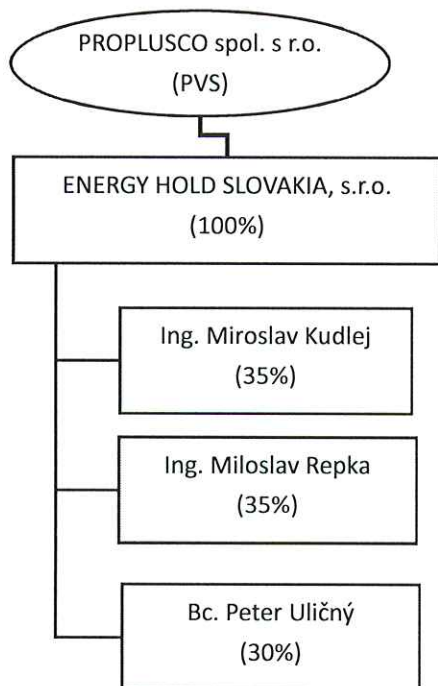 PROPLUSCO spol. s r.o.
(PVS)
ENERGY HOLD SLOVAKIA, s.r.o.
(100%)
Ing. Miroslav Kudlej
(35%)
Ing. Miloslav Repka
(35%)
Bc. Peter Uličný
(30%)